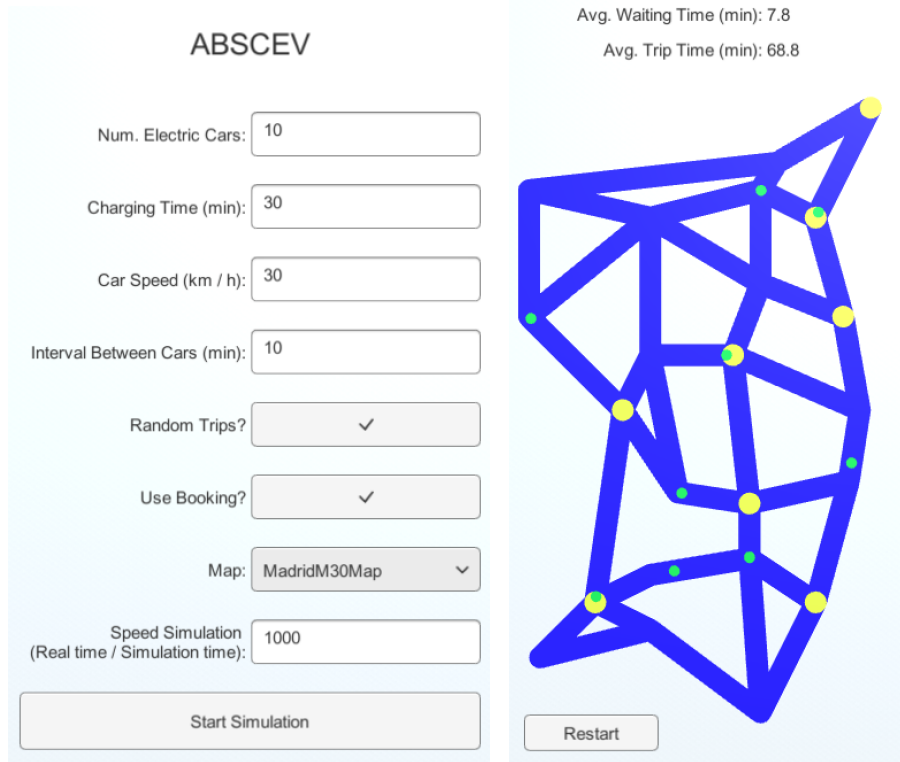 ABSCEV
Num. Electric Cars: 10
Charging Time (min): 30
Car Speed (km / h): 30
Interval Between Cars (min): 10
Random Trips?
Use Booking?
Map: MadridM30Map
Speed Simulation
(Real time / Simulation time): 1000
Start Simulation
Avg. Waiting Time (min): 7.8
Avg. Trip Time (min): 68.8
Restart